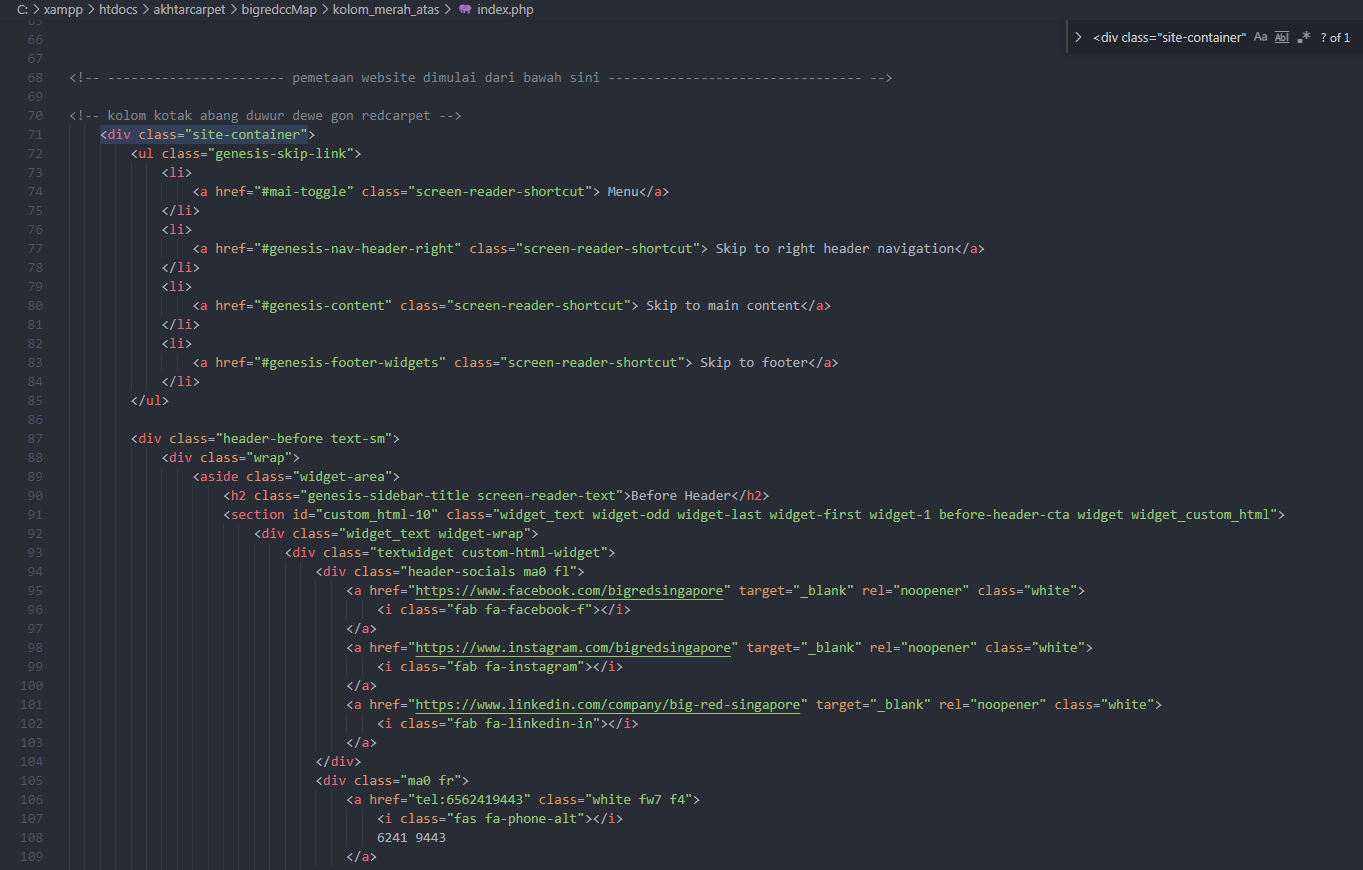 C: > xampp > htdocs > akhtarcarpet > bigredccMap > kolom_merah_atas > index.php
> <div class="site-container" Aa Abl .* ? of 1
65
66
67
68 <!-- ----------------------- pemetaan website dimulai dari bawah sini --------------------------------- -->
69
70 <!-- kolom kotak abang duwur dewe gon redcarpet -->
71 <div class="site-container">
72 <ul class="genesis-skip-link">
73 <li>
74 <a href="#mai-toggle" class="screen-reader-shortcut"> Menu</a>
75 </li>
76 <li>
77 <a href="#genesis-nav-header-right" class="screen-reader-shortcut"> Skip to right header navigation</a>
78 </li>
79 <li>
80 <a href="#genesis-content" class="screen-reader-shortcut"> Skip to main content</a>
81 </li>
82 <li>
83 <a href="#genesis-footer-widgets" class="screen-reader-shortcut"> Skip to footer</a>
84 </li>
85 </ul>
86
87 <div class="header-before text-sm">
88 <div class="wrap">
89 <aside class="widget-area">
90 <h2 class="genesis-sidebar-title screen-reader-text">Before Header</h2>
91 <section id="custom_html-10" class="widget_text widget-odd widget-last widget-first widget-1 before-header-cta widget widget_custom_html">
92 <div class="widget_text widget-wrap">
93 <div class="textwidget custom-html-widget">
94 <div class="header-socials ma0 fl">
95 <a href="https://www.facebook.com/bigredsingapore" target="_blank" rel="noopener" class="white">
96 <i class="fab fa-facebook-f"></i>
97 </a>
98 <a href="https://www.instagram.com/bigredsingapore" target="_blank" rel="noopener" class="white">
99 <i class="fab fa-instagram"></i>
100 </a>
101 <a href="https://www.linkedin.com/company/big-red-singapore" target="_blank" rel="noopener" class="white">
102 <i class="fab fa-linkedin-in"></i>
103 </a>
104 </div>
105 <div class="ma0 fr">
106 <a href="tel:6562419443" class="white fw7 f4">
107 <i class="fas fa-phone-alt"></i>
108 6241 9443
109 </a>